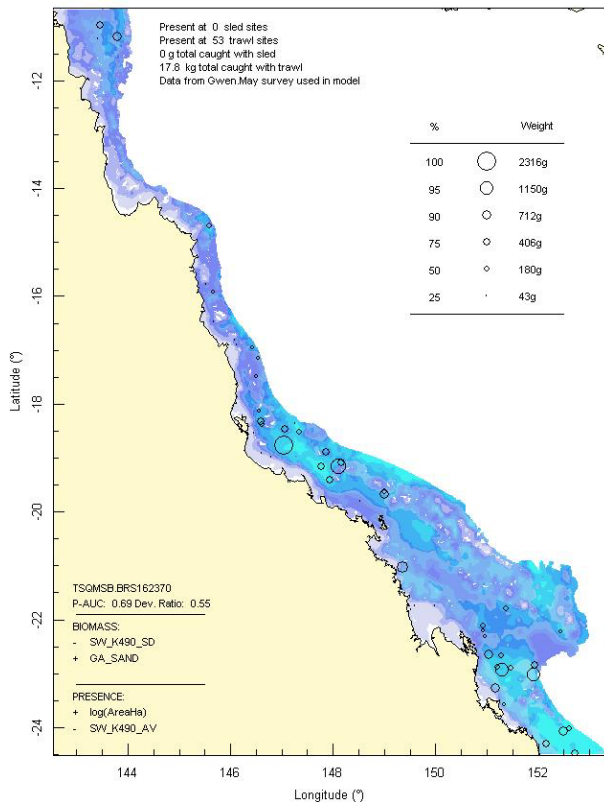 Present at 0 sled sites
Present at 53 trawl sites
0 g total caught with sled
17.8 kg total caught with trawl
Data from Gwen.May survey used in model
% Weight
100 2316g
95 1150g
90 712g
75 406g
50 180g
25 43g
-12
-14
-16
-18
-20
-22
-24
Latitude (°)
TSQMSB.BRS162370
P-AUC: 0.69 Dev. Ratio: 0.55
BIOMASS:
- SW_K490_SD
+ GA_SAND
PRESENCE:
+ log(AreaHa)
- SW_K490_AV
144 146 148 150 152
Longitude (°)